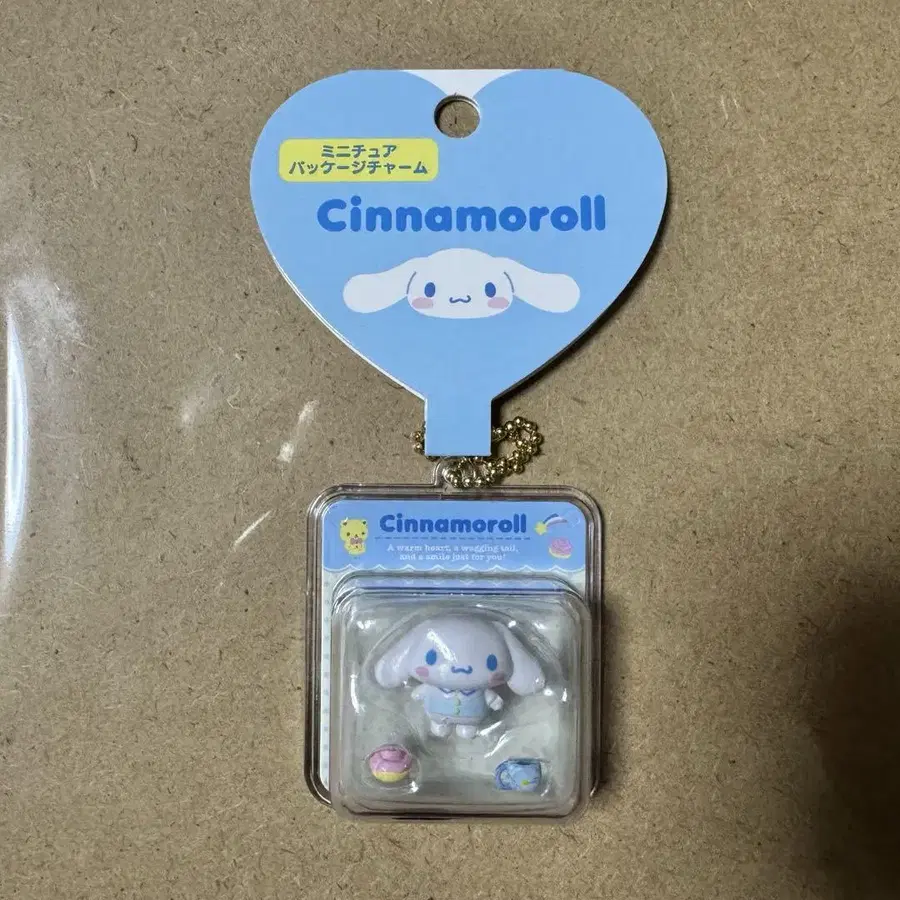 ミニチュア
パッケージチャーム
Cinnamoroll
Cinnamoroll
A warm heart, a wagging tail,
and a smile just for you!